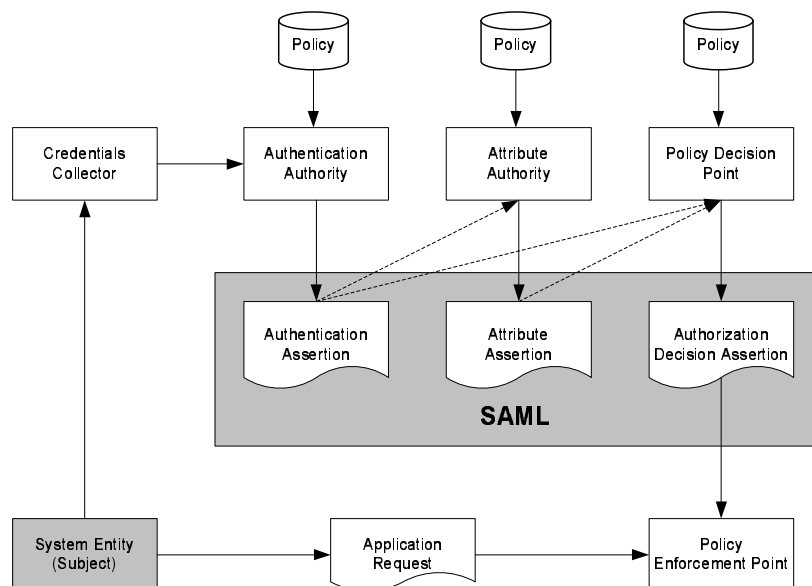 Policy
Policy
Policy
Credentials
Collector
Authentication
Authority
Attribute
Authority
Policy Decision
Point
Authentication
Assertion
Attribute
Assertion
Authorization
Decision Assertion
SAML
System Entity
(Subject)
Application
Request
Policy
Enforcement Point